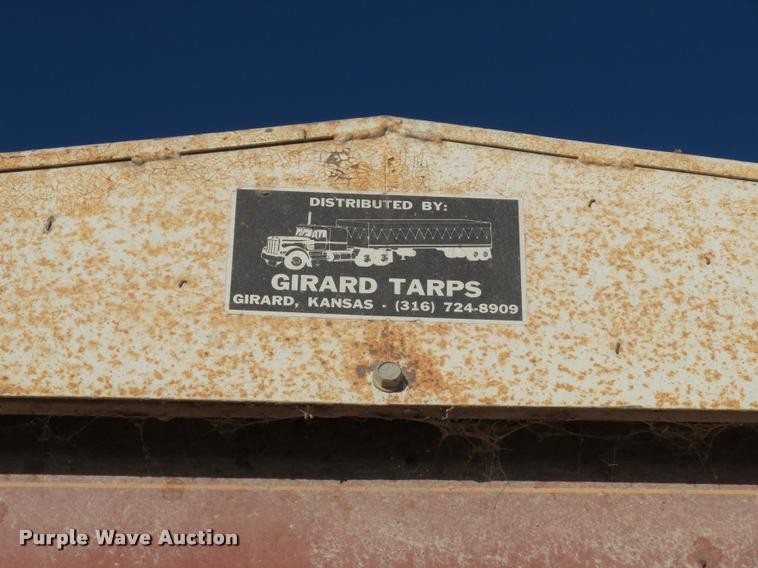 DISTRIBUTED BY:
GIRARD TARPS
GIRARD, KANSAS - (316) 724-8909
Purple Wave Auction